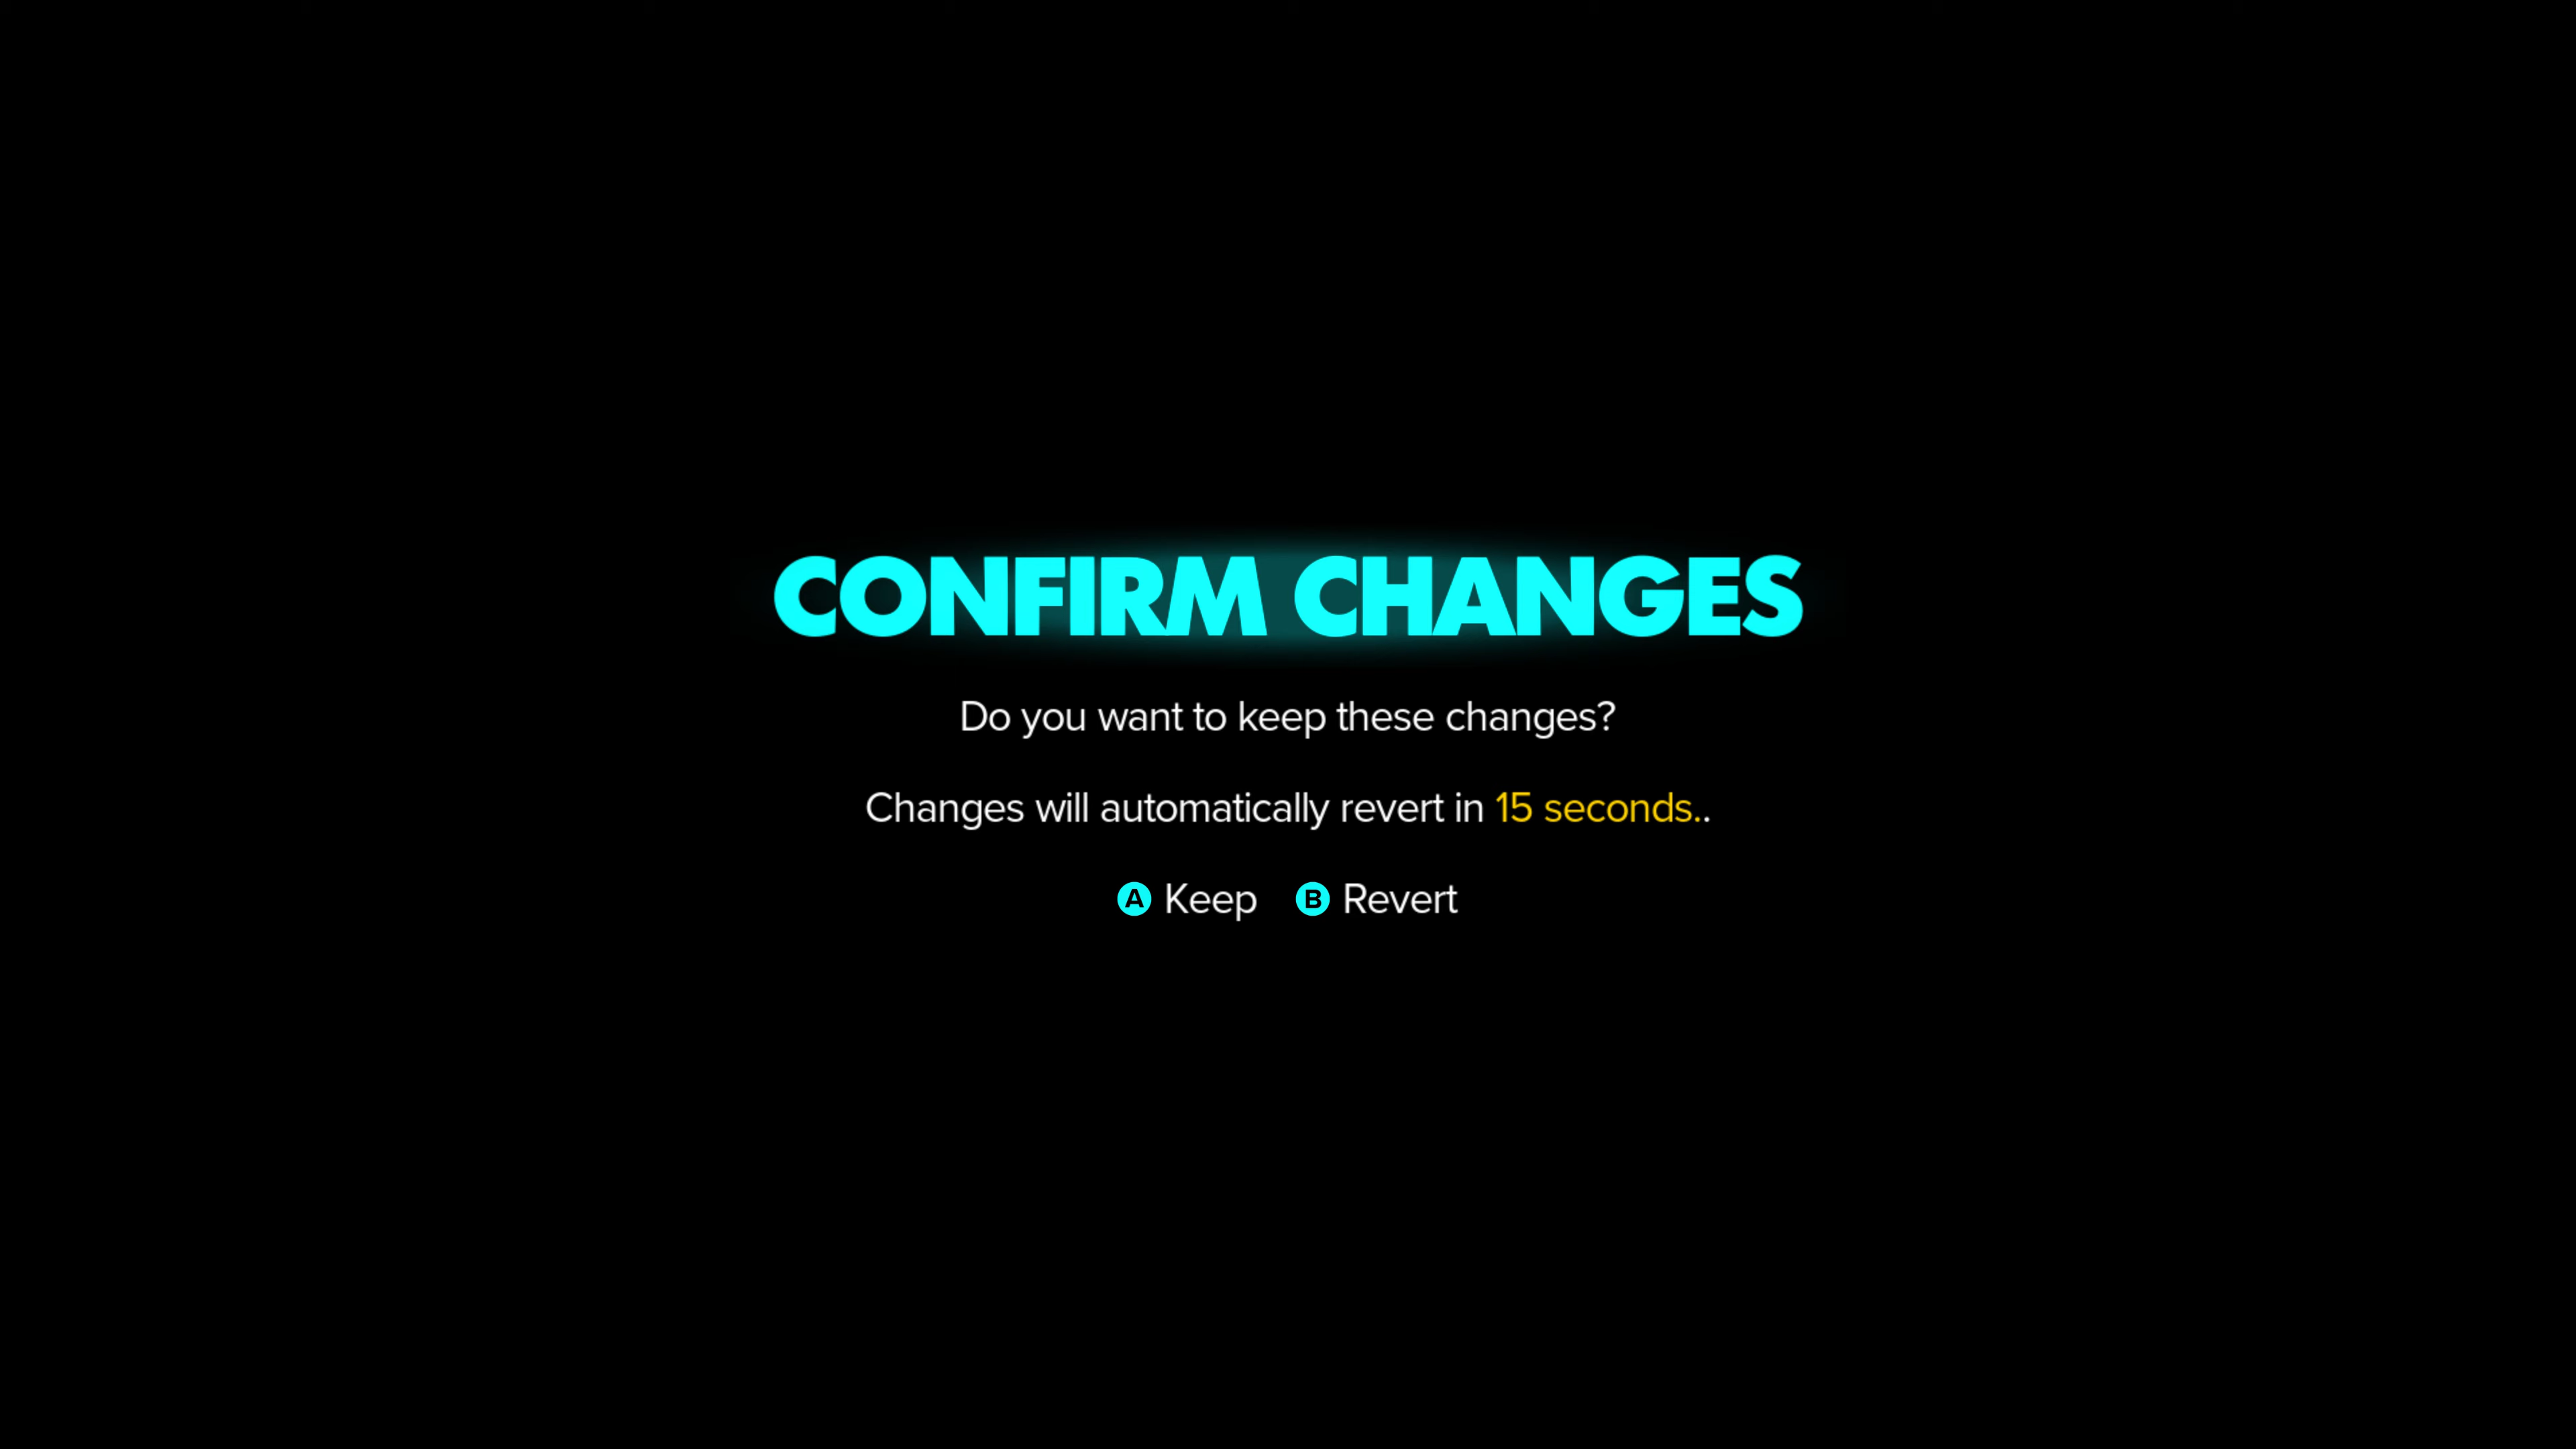 CONFIRM CHANGES
Do you want to keep these changes?
Changes will automatically revert in 15 seconds..
A Keep B Revert